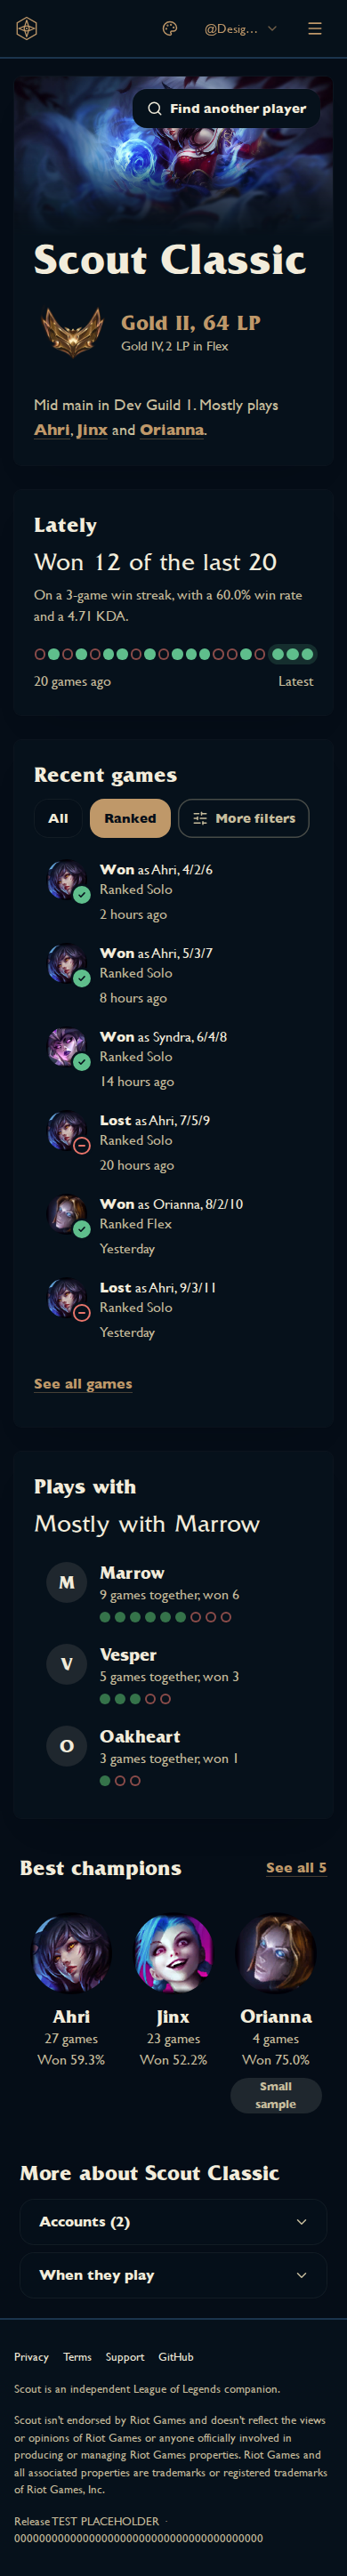 @Desig...
Find another player
Scout Classic
Gold II, 64 LP
Gold IV, 2 LP in Flex
Mid main in Dev Guild 1. Mostly plays
Ahri, Jinx and Orianna.
Lately
Won 12 of the last 20
On a 3-game win streak, with a 60.0% win rate
and a 4.71 KDA.
20 games ago
Latest
Recent games
All
Ranked
More filters
Won as Ahri, 4/2/6
Ranked Solo
2 hours ago
Won as Ahri, 5/3/7
Ranked Solo
8 hours ago
Won as Syndra, 6/4/8
Ranked Solo
14 hours ago
Lost as Ahri, 7/5/9
Ranked Solo
20 hours ago
Won as Orianna, 8/2/10
Ranked Flex
Yesterday
Lost as Ahri, 9/3/11
Ranked Solo
Yesterday
See all games
Plays with
Mostly with Marrow
M
Marrow
9 games together, won 6
V
Vesper
5 games together, won 3
O
Oakheart
3 games together, won 1
Best champions
See all 5
Ahri
27 games
Won 59.3%
Jinx
23 games
Won 52.2%
Orianna
4 games
Won 75.0%
Small
sample
More about Scout Classic
Accounts (2)
When they play
Privacy Terms Support GitHub
Scout is an independent League of Legends companion.
Scout isn't endorsed by Riot Games and doesn't reflect the views
or opinions of Riot Games or anyone officially involved in
producing or managing Riot Games properties. Riot Games and
all associated properties are trademarks or registered trademarks
of Riot Games, Inc.
Release TEST PLACEHOLDER ·
0000000000000000000000000000000000000000